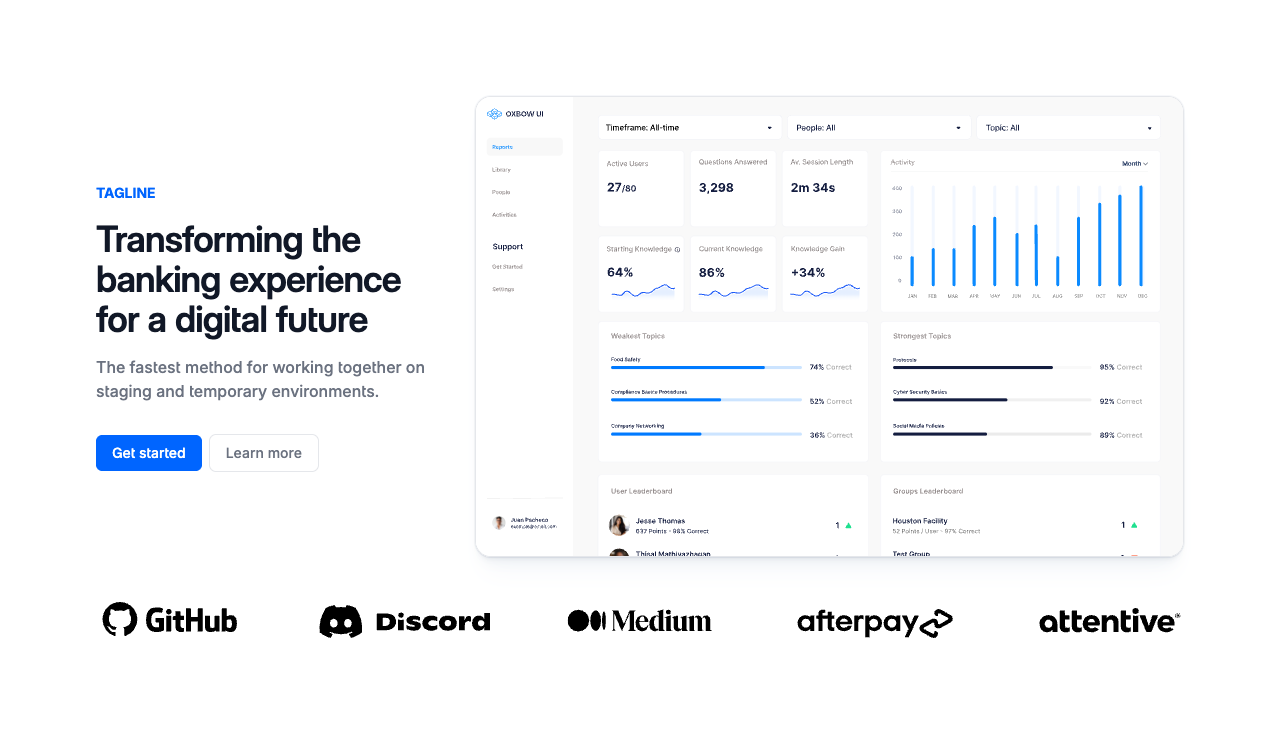 TAGLINE
Transforming the
banking experience
for a digital future
The fastest method for working together on
staging and temporary environments.
Get started
Learn more
OXBOW UI
Reports
Library
People
Activities
Support
Get Started
Settings
Juan Pacheco
Timeframe: All-time
People: All
Topic: All
Active Users
27/80
Questions Answered
3,298
Av. Session Length
2m 34s
Starting Knowledge
64%
Current Knowledge
86%
Knowledge Gain
+34%
Activity
Month
400
300
200
100
0
JAN FEB MAR APR MAY JUN JUL AUG SEP OCT NOV DEC
Weakest Topics
Food Safety
74% Correct
Compliance Basics Procedures
52% Correct
Company Networking
36% Correct
Strongest Topics
Protocols
95% Correct
Cyber Security Basics
92% Correct
Social Media Policies
89% Correct
User Leaderboard
Jesse Thomas
637 Points - 98% Correct
1
Thisal Mathiyazhagan
Groups Leaderboard
Houston Facility
52 Points / User - 97% Correct
1
Test Group
GitHub
Discord
Medium
afterpay
attentive®